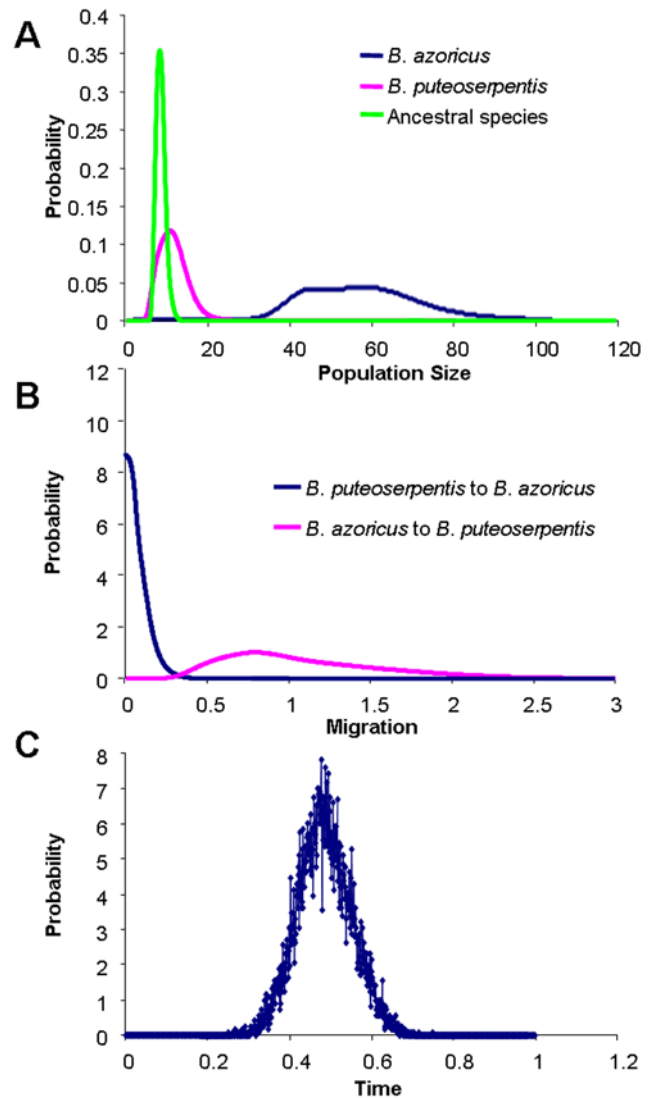 A
0.4
0.35
0.3
0.25
0.2
0.15
0.1
0.05
0
Probability
B. azoricus
B. puteoserpentis
Ancestral species
0 20 40 60 80 100 120
Population Size
B
12
10
8
6
4
2
0
Probability
B. puteoserpentis to B. azoricus
B. azoricus to B. puteoserpentis
0 0.5 1 1.5 2 2.5 3
Migration
C
8
7
6
5
4
3
2
1
0
Probability
0 0.2 0.4 0.6 0.8 1 1.2
Time